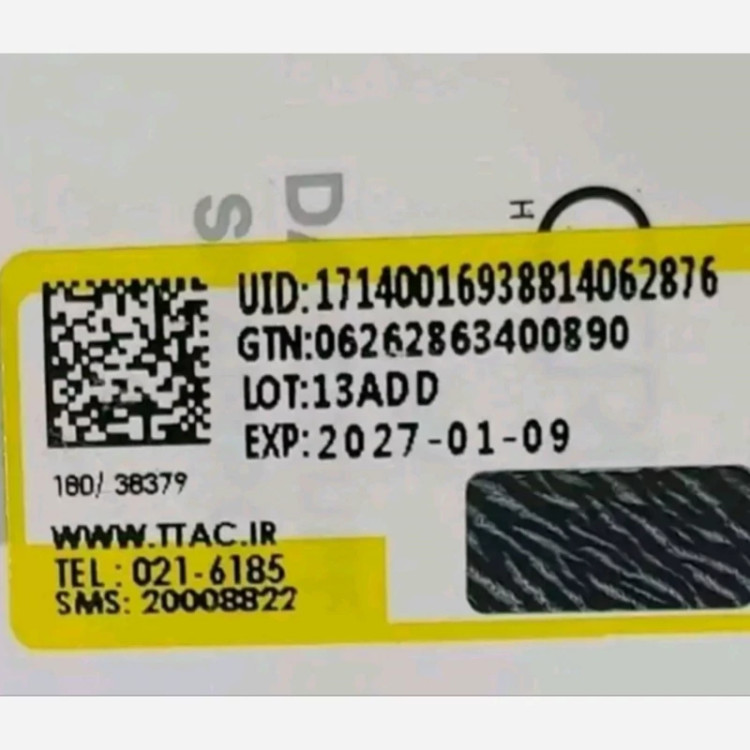 H
UID:17140016938814062876
GTN:06262863400890
LOT:13ADD
EXP:2027-01-09
180/ 38379
WWW.TTAC.IR
TEL : 021-6185
SMS: 20008822